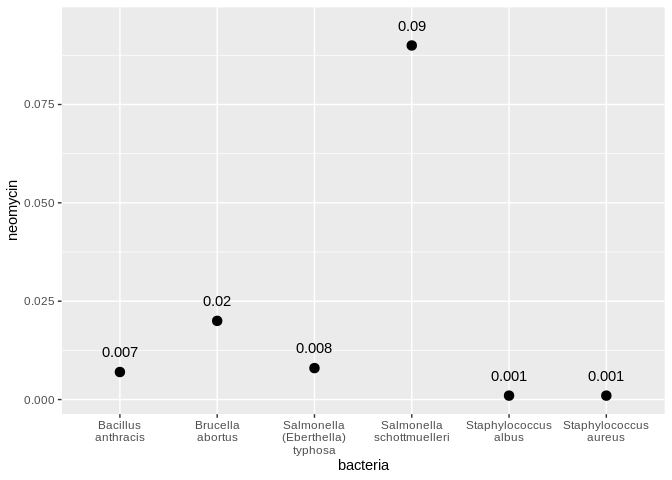 0.09
0.075
neomycin
0.050
0.02
0.025
0.007
0.008
0.001
0.001
0.000
Bacillus
anthracis
Brucella
abortus
Salmonella
(Eberthella)
typhosa
Salmonella
schottmuelleri
Staphylococcus
albus
Staphylococcus
aureus
bacteria